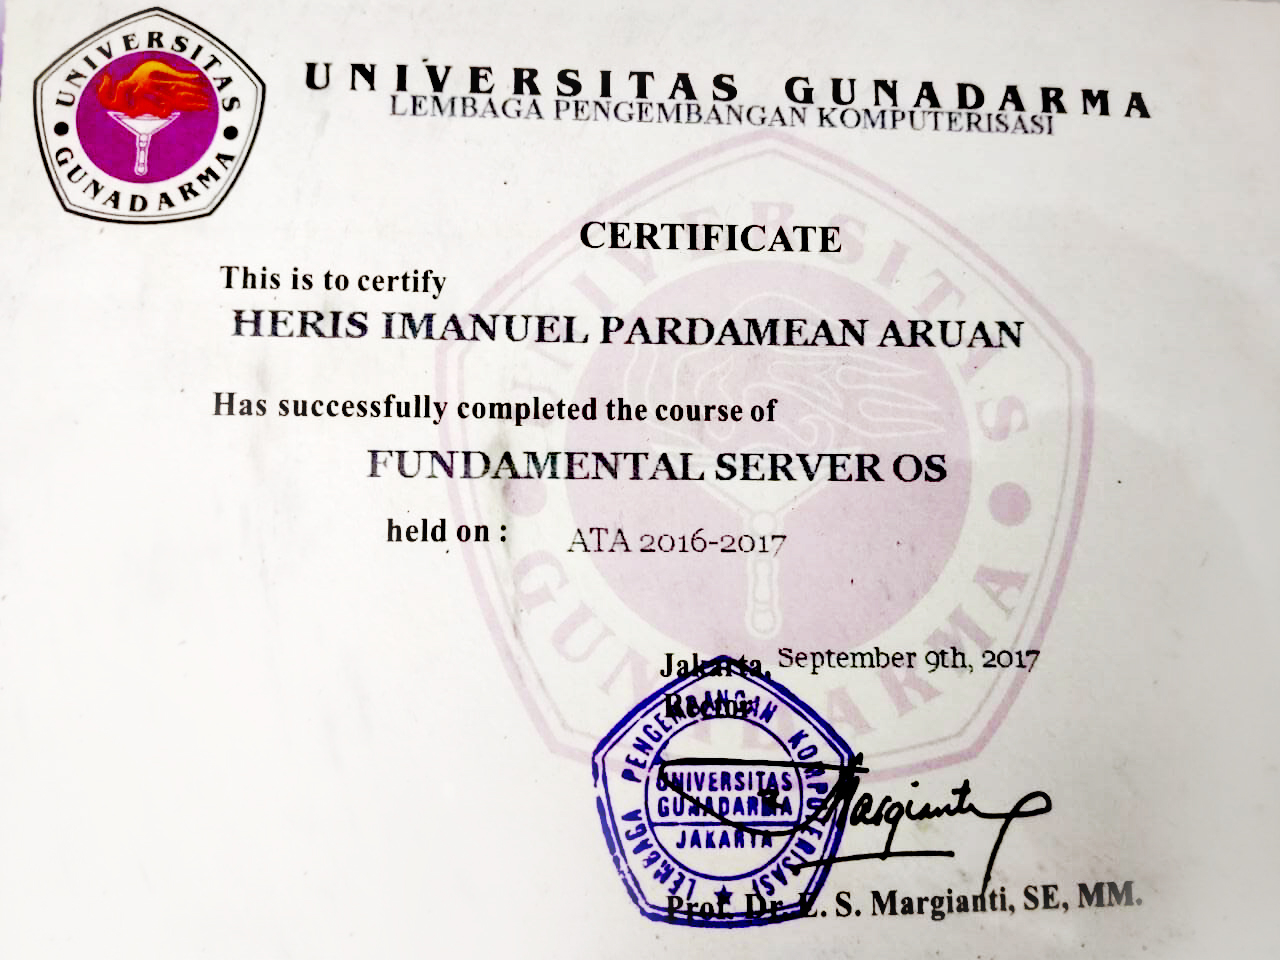 UNIVERSITAS GUNADARMA
UNIVERSITAS GUNADARMA
LEMBAGA PENGEMBANGAN KOMPUTERISASI
CERTIFICATE
This is to certify
HERIS IMANUEL PARDAMEAN ARUAN
Has successfully completed the course of
FUNDAMENTAL SERVER OS
held on : ATA 2016-2017
UNIVERSITAS GUNADARMA
Jakarta, September 9th, 2017
Rector
LEMBAGA PENGEMBANGAN KOMPUTERISASI
UNIVERSITAS
GUNADARMA
JAKARTA
Margianti
Prof. Dr. E. S. Margianti, SE, MM.